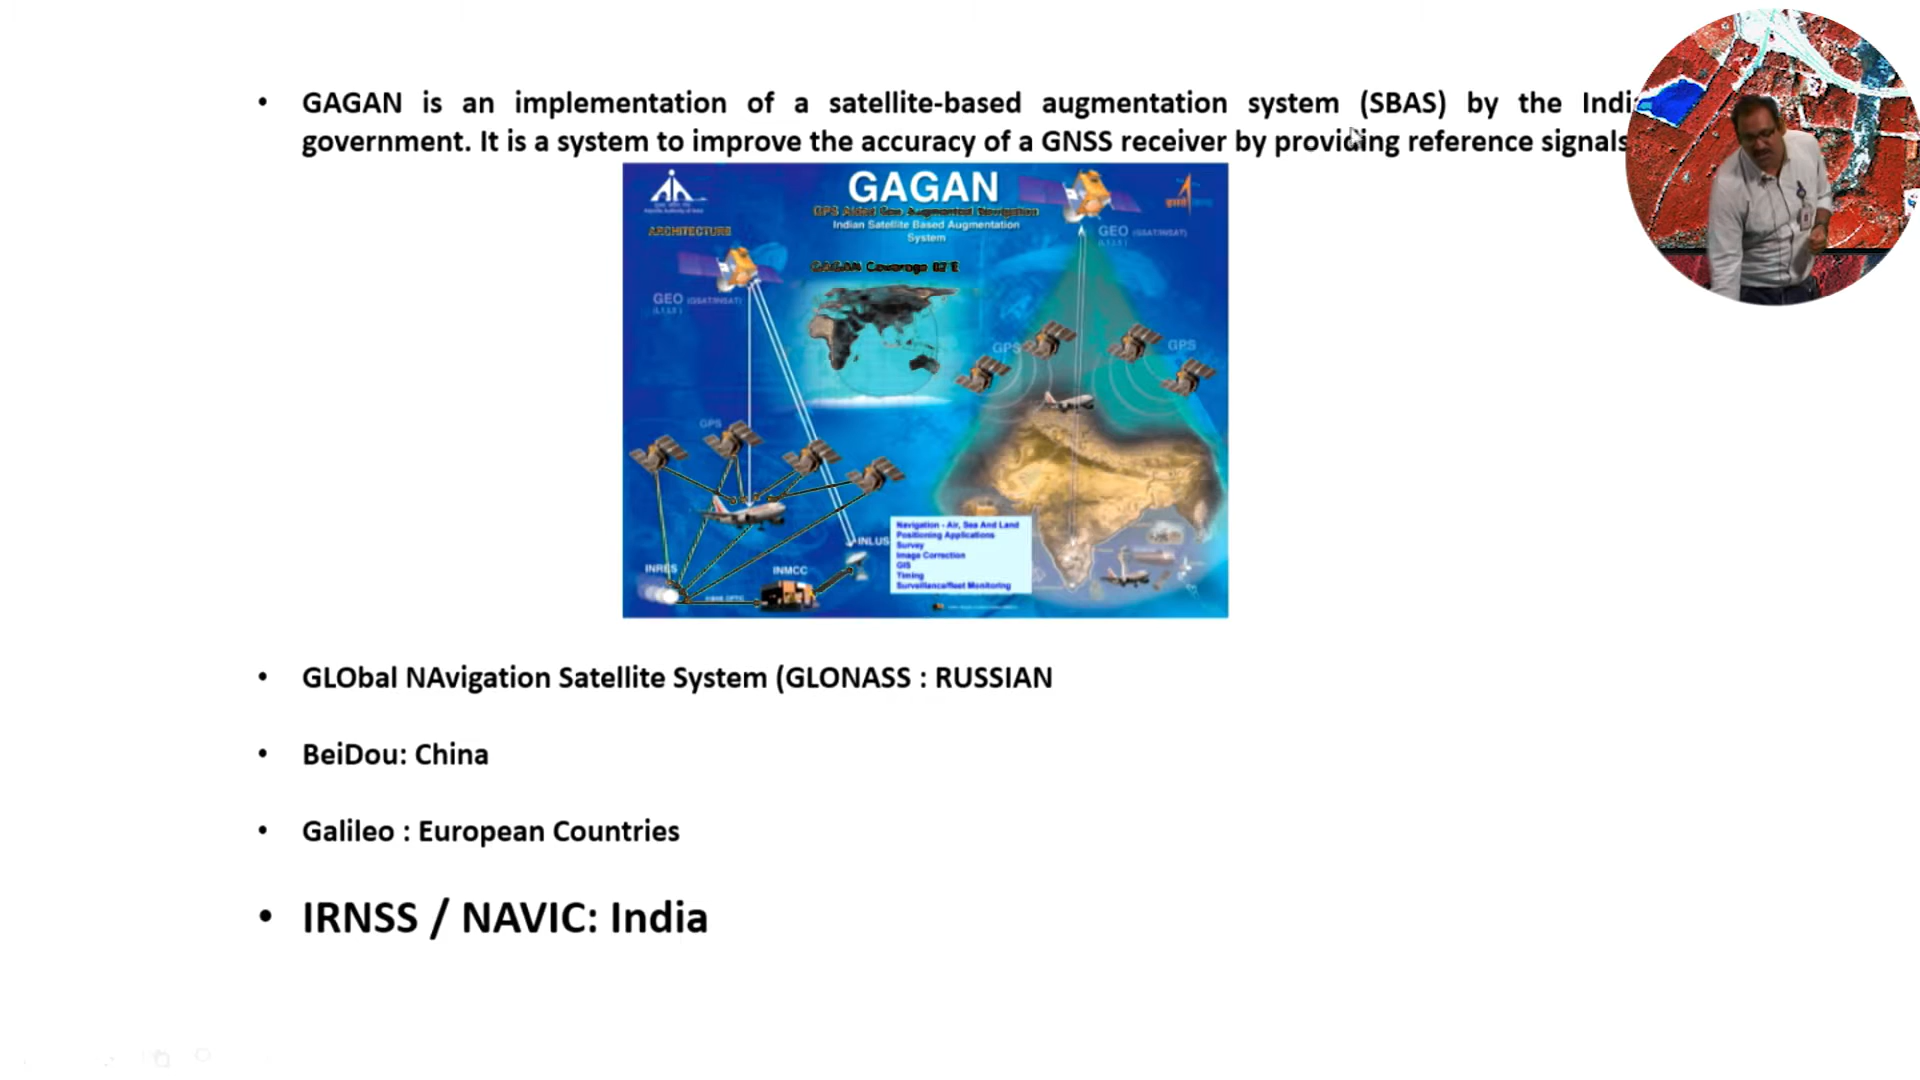 • GAGAN is an implementation of a satellite-based augmentation system (SBAS) by the Indi
government. It is a system to improve the accuracy of a GNSS receiver by providing reference signals
GAGAN
GPS Aided Geo Augmented Navigation
Indian Satellite Based Augmentation
System
ARCHITECTURE
GEO (GSAT/INSAT)
GEO (GSAT/INSAT)
GAGAN Coverage
GPS
GPS
GPS
INLUS
INRES
INMCC
Navigation - Air, Sea And Land
Positioning Applications
Survey
Image Correction
GIS
Timing
Surveillance/fleet Monitoring
• GLObal NAvigation Satellite System (GLONASS : RUSSIAN
• BeiDou: China
• Galileo : European Countries
• IRNSS / NAVIC: India